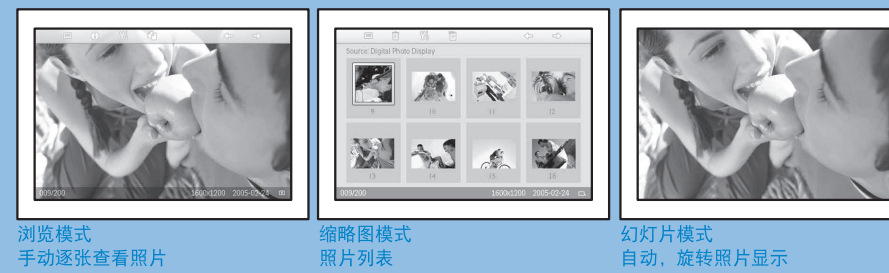 009/200 1600x1200 2005-02-24
浏览模式
手动逐张查看照片
Source: Digital Photo Display
9 10 11 12
13 14 15 16
009/200 1600x1200 2005-02-24
缩略图模式
照片列表
幻灯片模式
自动，旋转照片显示